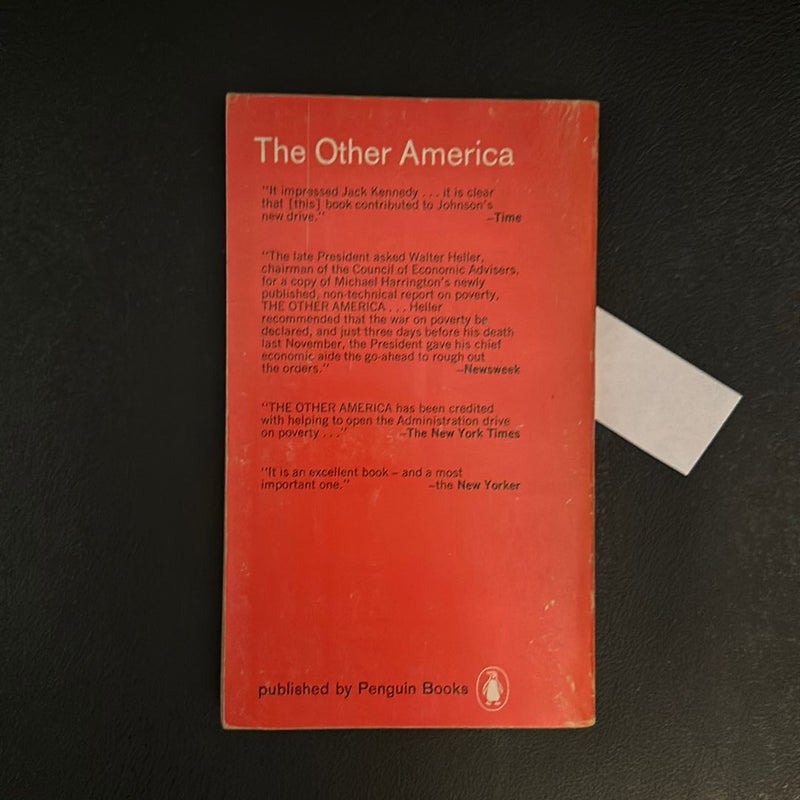 The Other America
"It impressed Jack Kennedy . . . it is clear
that [this] book contributed to Johnson's
new drive." –Time
"The late President asked Walter Heller,
chairman of the Council of Economic Advisers,
for a copy of Michael Harrington's newly
published, non-technical report on poverty,
THE OTHER AMERICA . . . Heller
recommended that the war on poverty be
declared, and just three days before his death
last November, the President gave his chief
economic aide the go-ahead to rough out
the orders." –Newsweek
"THE OTHER AMERICA has been credited
with helping to open the Administration drive
on poverty . . ." –The New York Times
"It is an excellent book – and a most
important one." –the New Yorker
published by Penguin Books